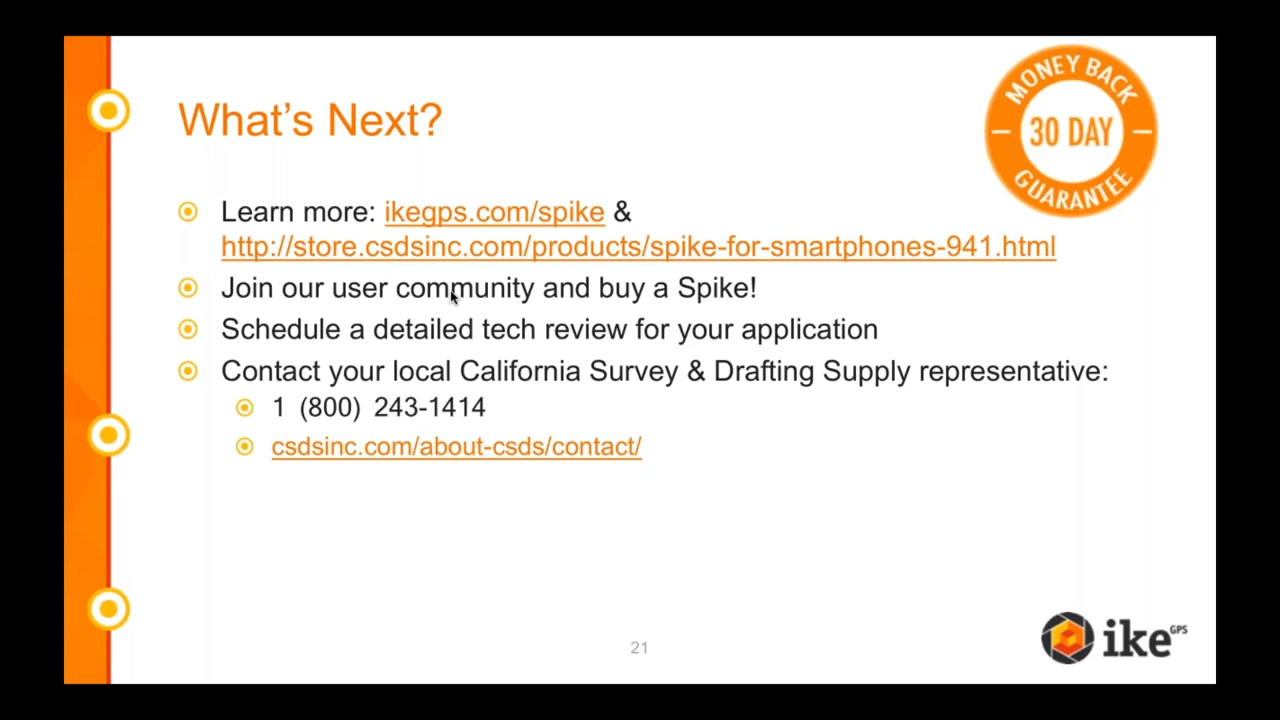 What's Next?
MONEY BACK
30 DAY
GUARANTEE
Learn more: ikegps.com/spike &
http://store.csdsinc.com/products/spike-for-smartphones-941.html
Join our user community and buy a Spike!
Schedule a detailed tech review for your application
Contact your local California Survey & Drafting Supply representative:
1 (800) 243-1414
csdsinc.com/about-csds/contact/
21
ike GPS